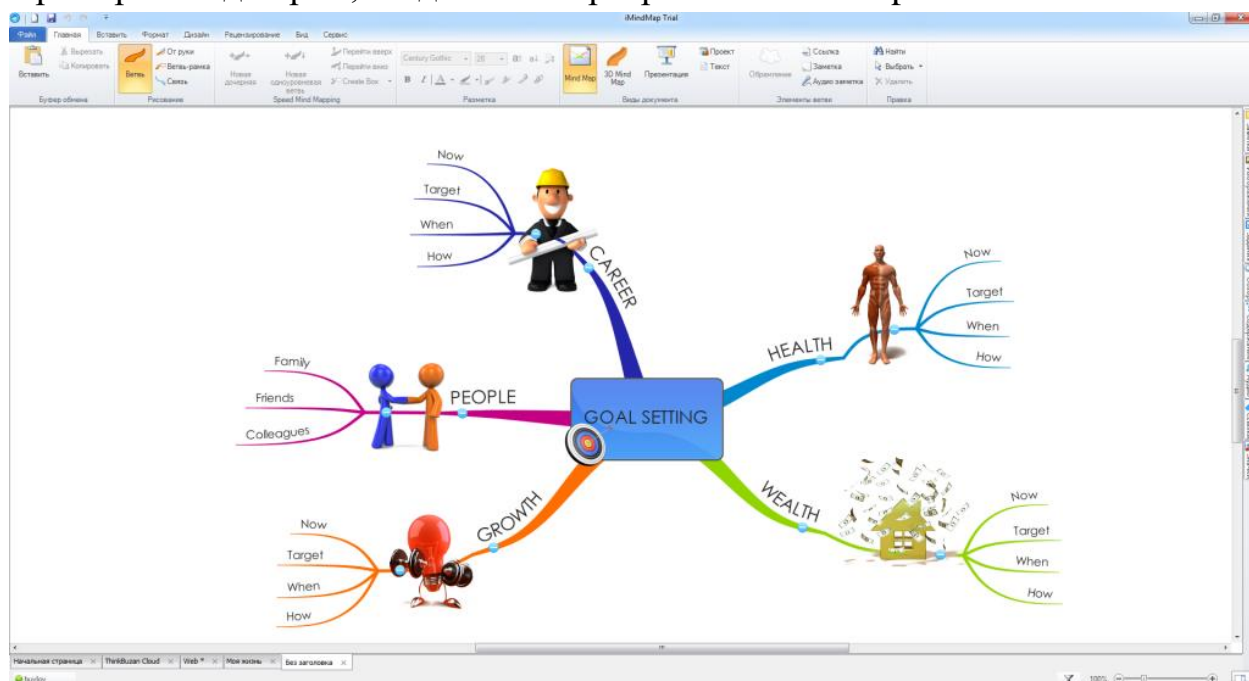 iMindMap Trial
Файл Главная Вставить Формат Дизайн Рецензирование Вид Сервис
Вставить
Вырезать
Копировать
Буфер обмена
Ветвь
От руки
Ветвь-рамка
Связь
Рисование
Новая дочерняя
Новая одноуровневая ветвь
Перейти вверх
Перейти вниз
Create Box
Speed Mind Mapping
Century Gothic 28
B I A
Разметка
Mind Map
3D Mind Map
Презентация
Проект
Текст
Виды документа
Обрамление
Ссылка
Заметка
Аудио заметка
Элементы ветви
Найти
Выбрать
Удалить
Правка
GOAL SETTING
CAREER
Now
Target
When
How
HEALTH
Now
Target
When
How
PEOPLE
Family
Friends
Colleagues
GROWTH
Now
Target
When
How
WEALTH
Now
Target
When
How
Начальная страница ThinkBuzan Cloud Web * Моя жизнь Без заголовка
100%